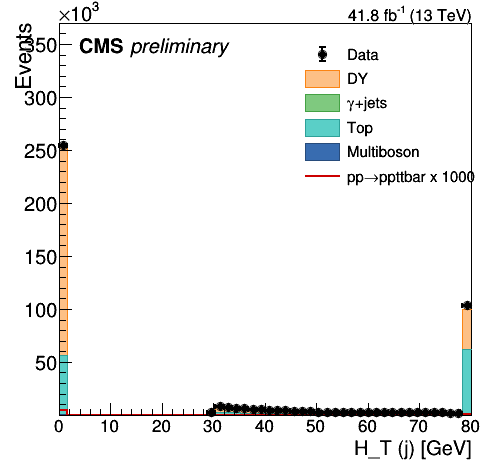 ×10³
41.8 fb⁻¹ (13 TeV)
Events
CMS preliminary
Data
DY
γ+jets
Top
Multiboson
pp→ppttbar x 1000
350
300
250
200
150
100
50
0 10 20 30 40 50 60 70 80
H_T (j) [GeV]